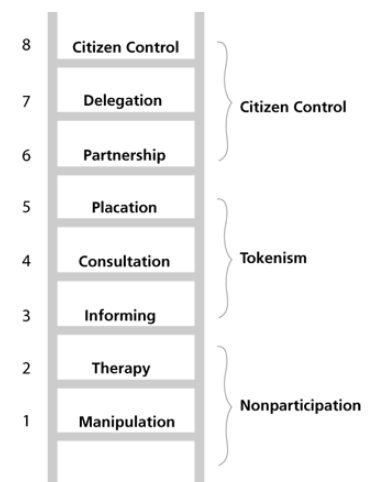 8 Citizen Control
7 Delegation
Citizen Control
6 Partnership
5 Placation
4 Consultation
Tokenism
3 Informing
2 Therapy
Nonparticipation
1 Manipulation